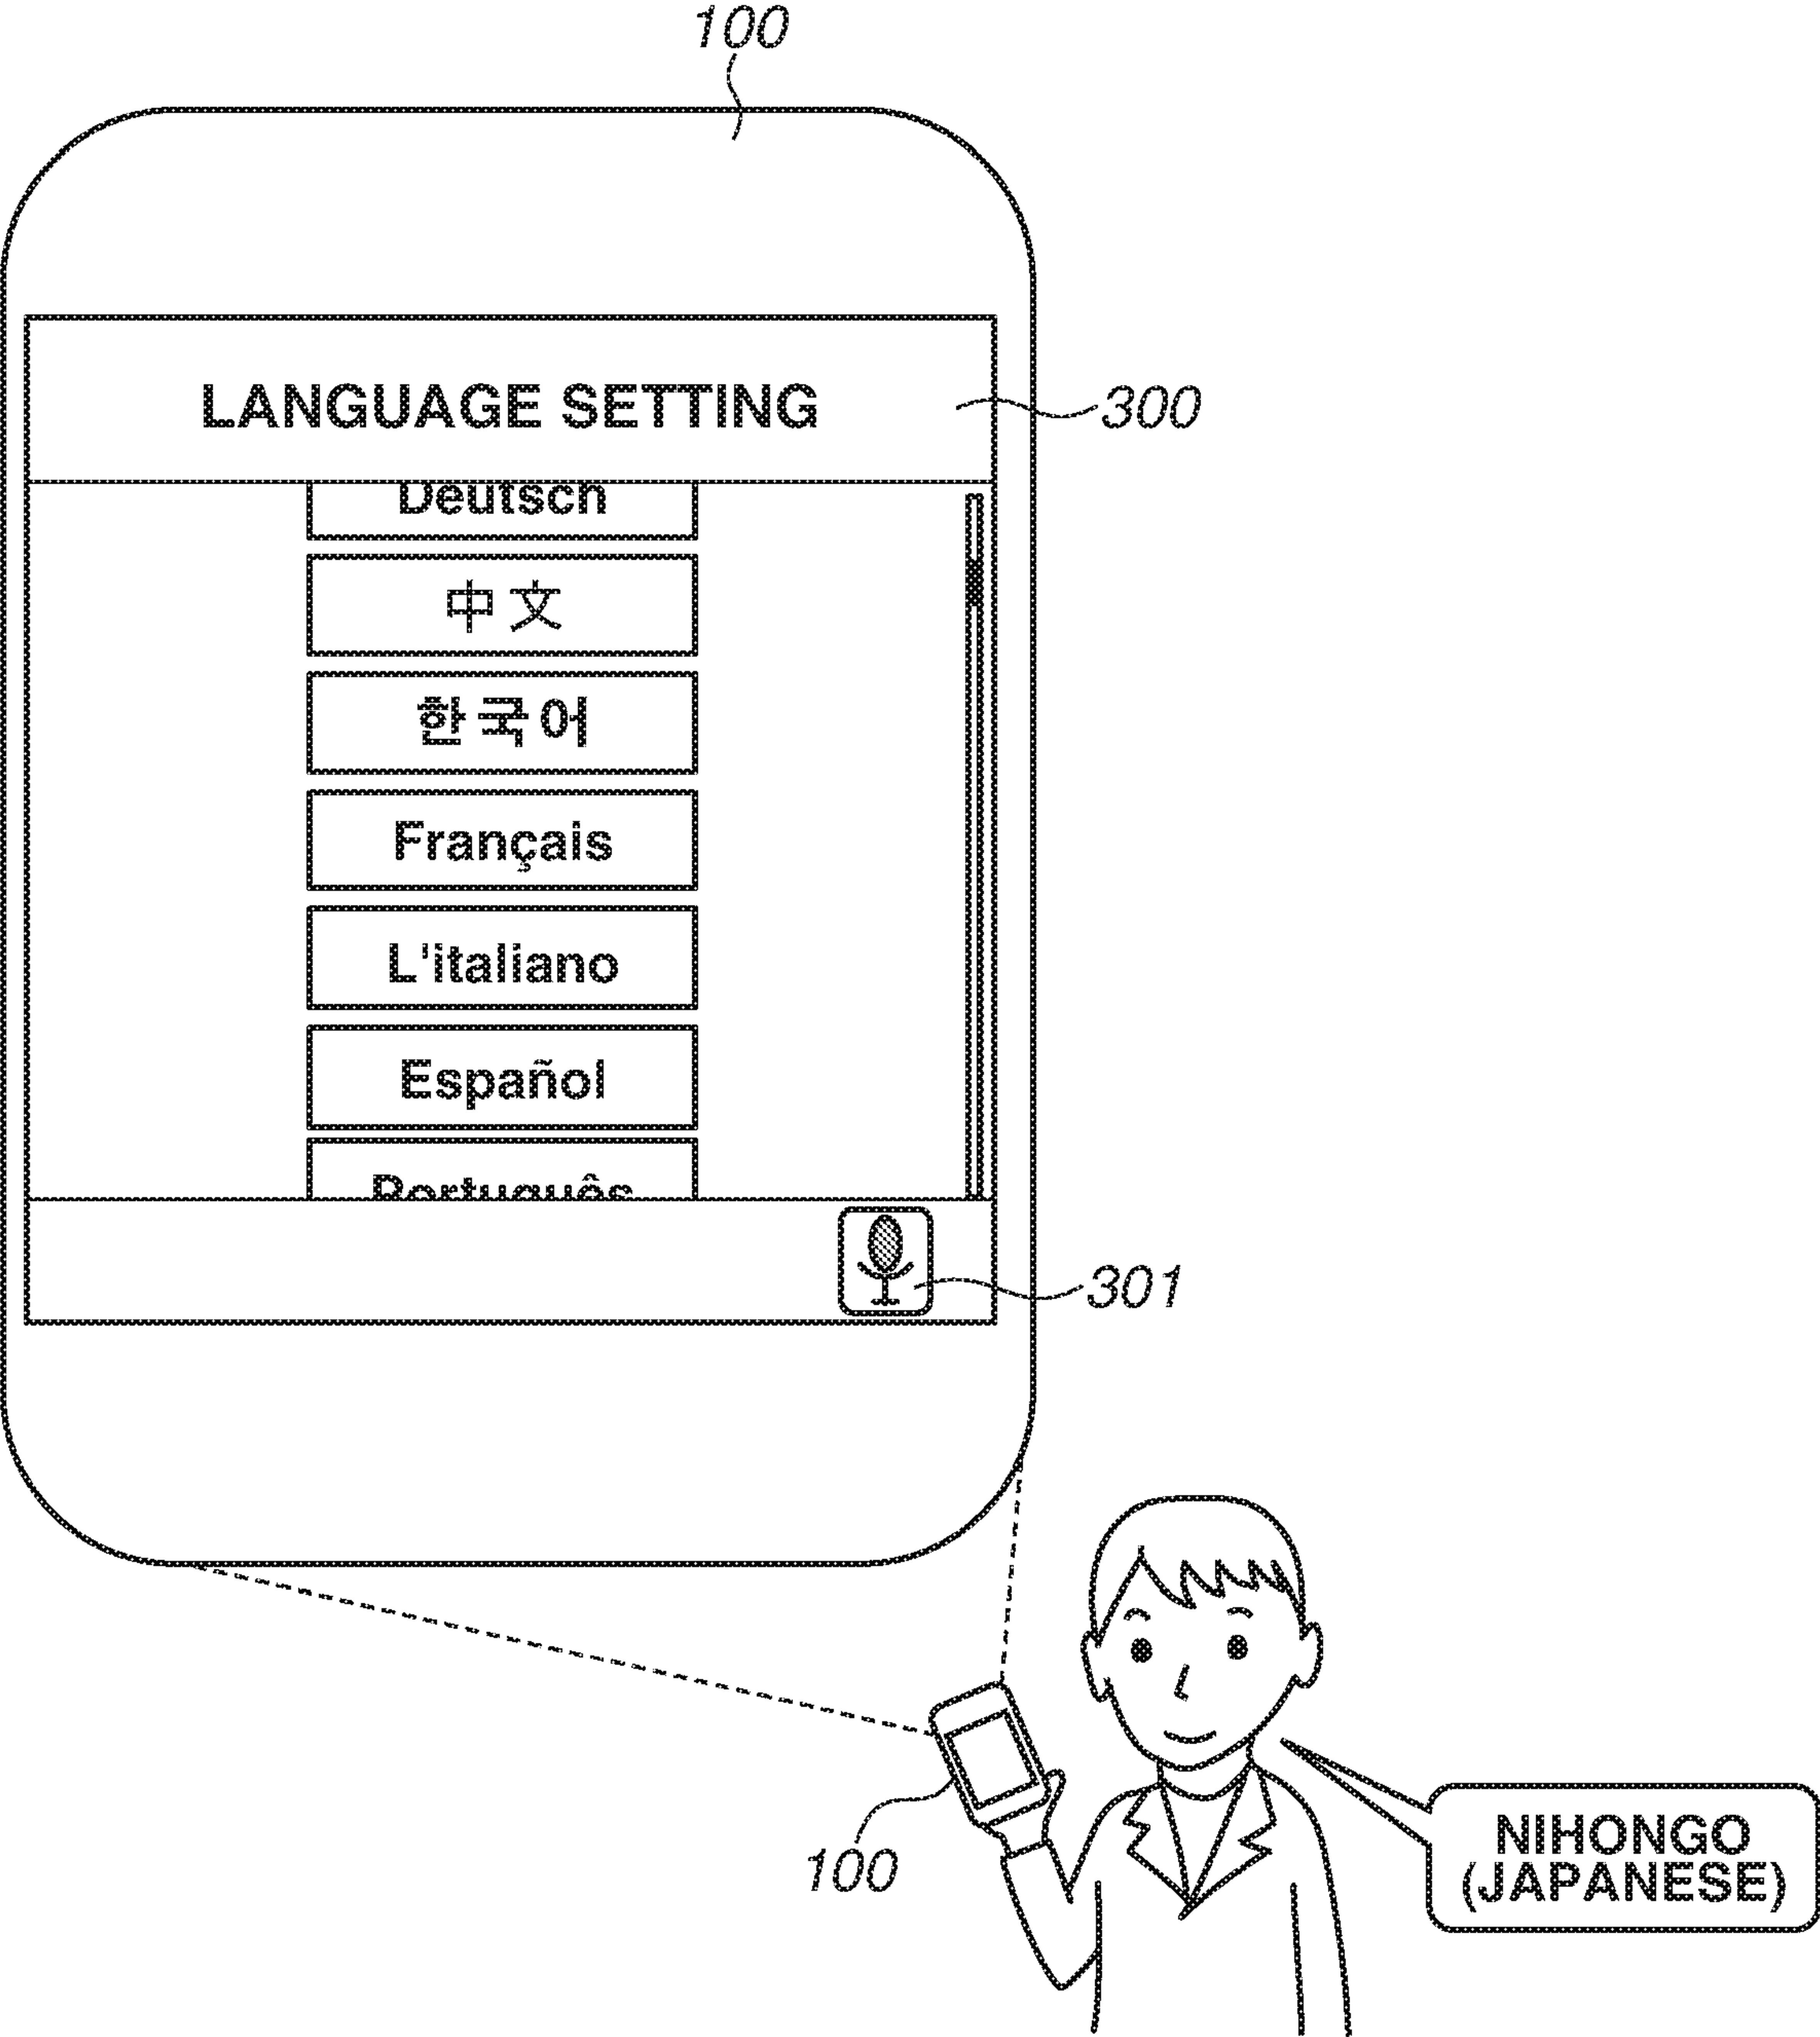 100
LANGUAGE SETTING
300
Deutsch
中文
한국어
Français
L'italiano
Español
Português
301
100
NIHONGO
(JAPANESE)